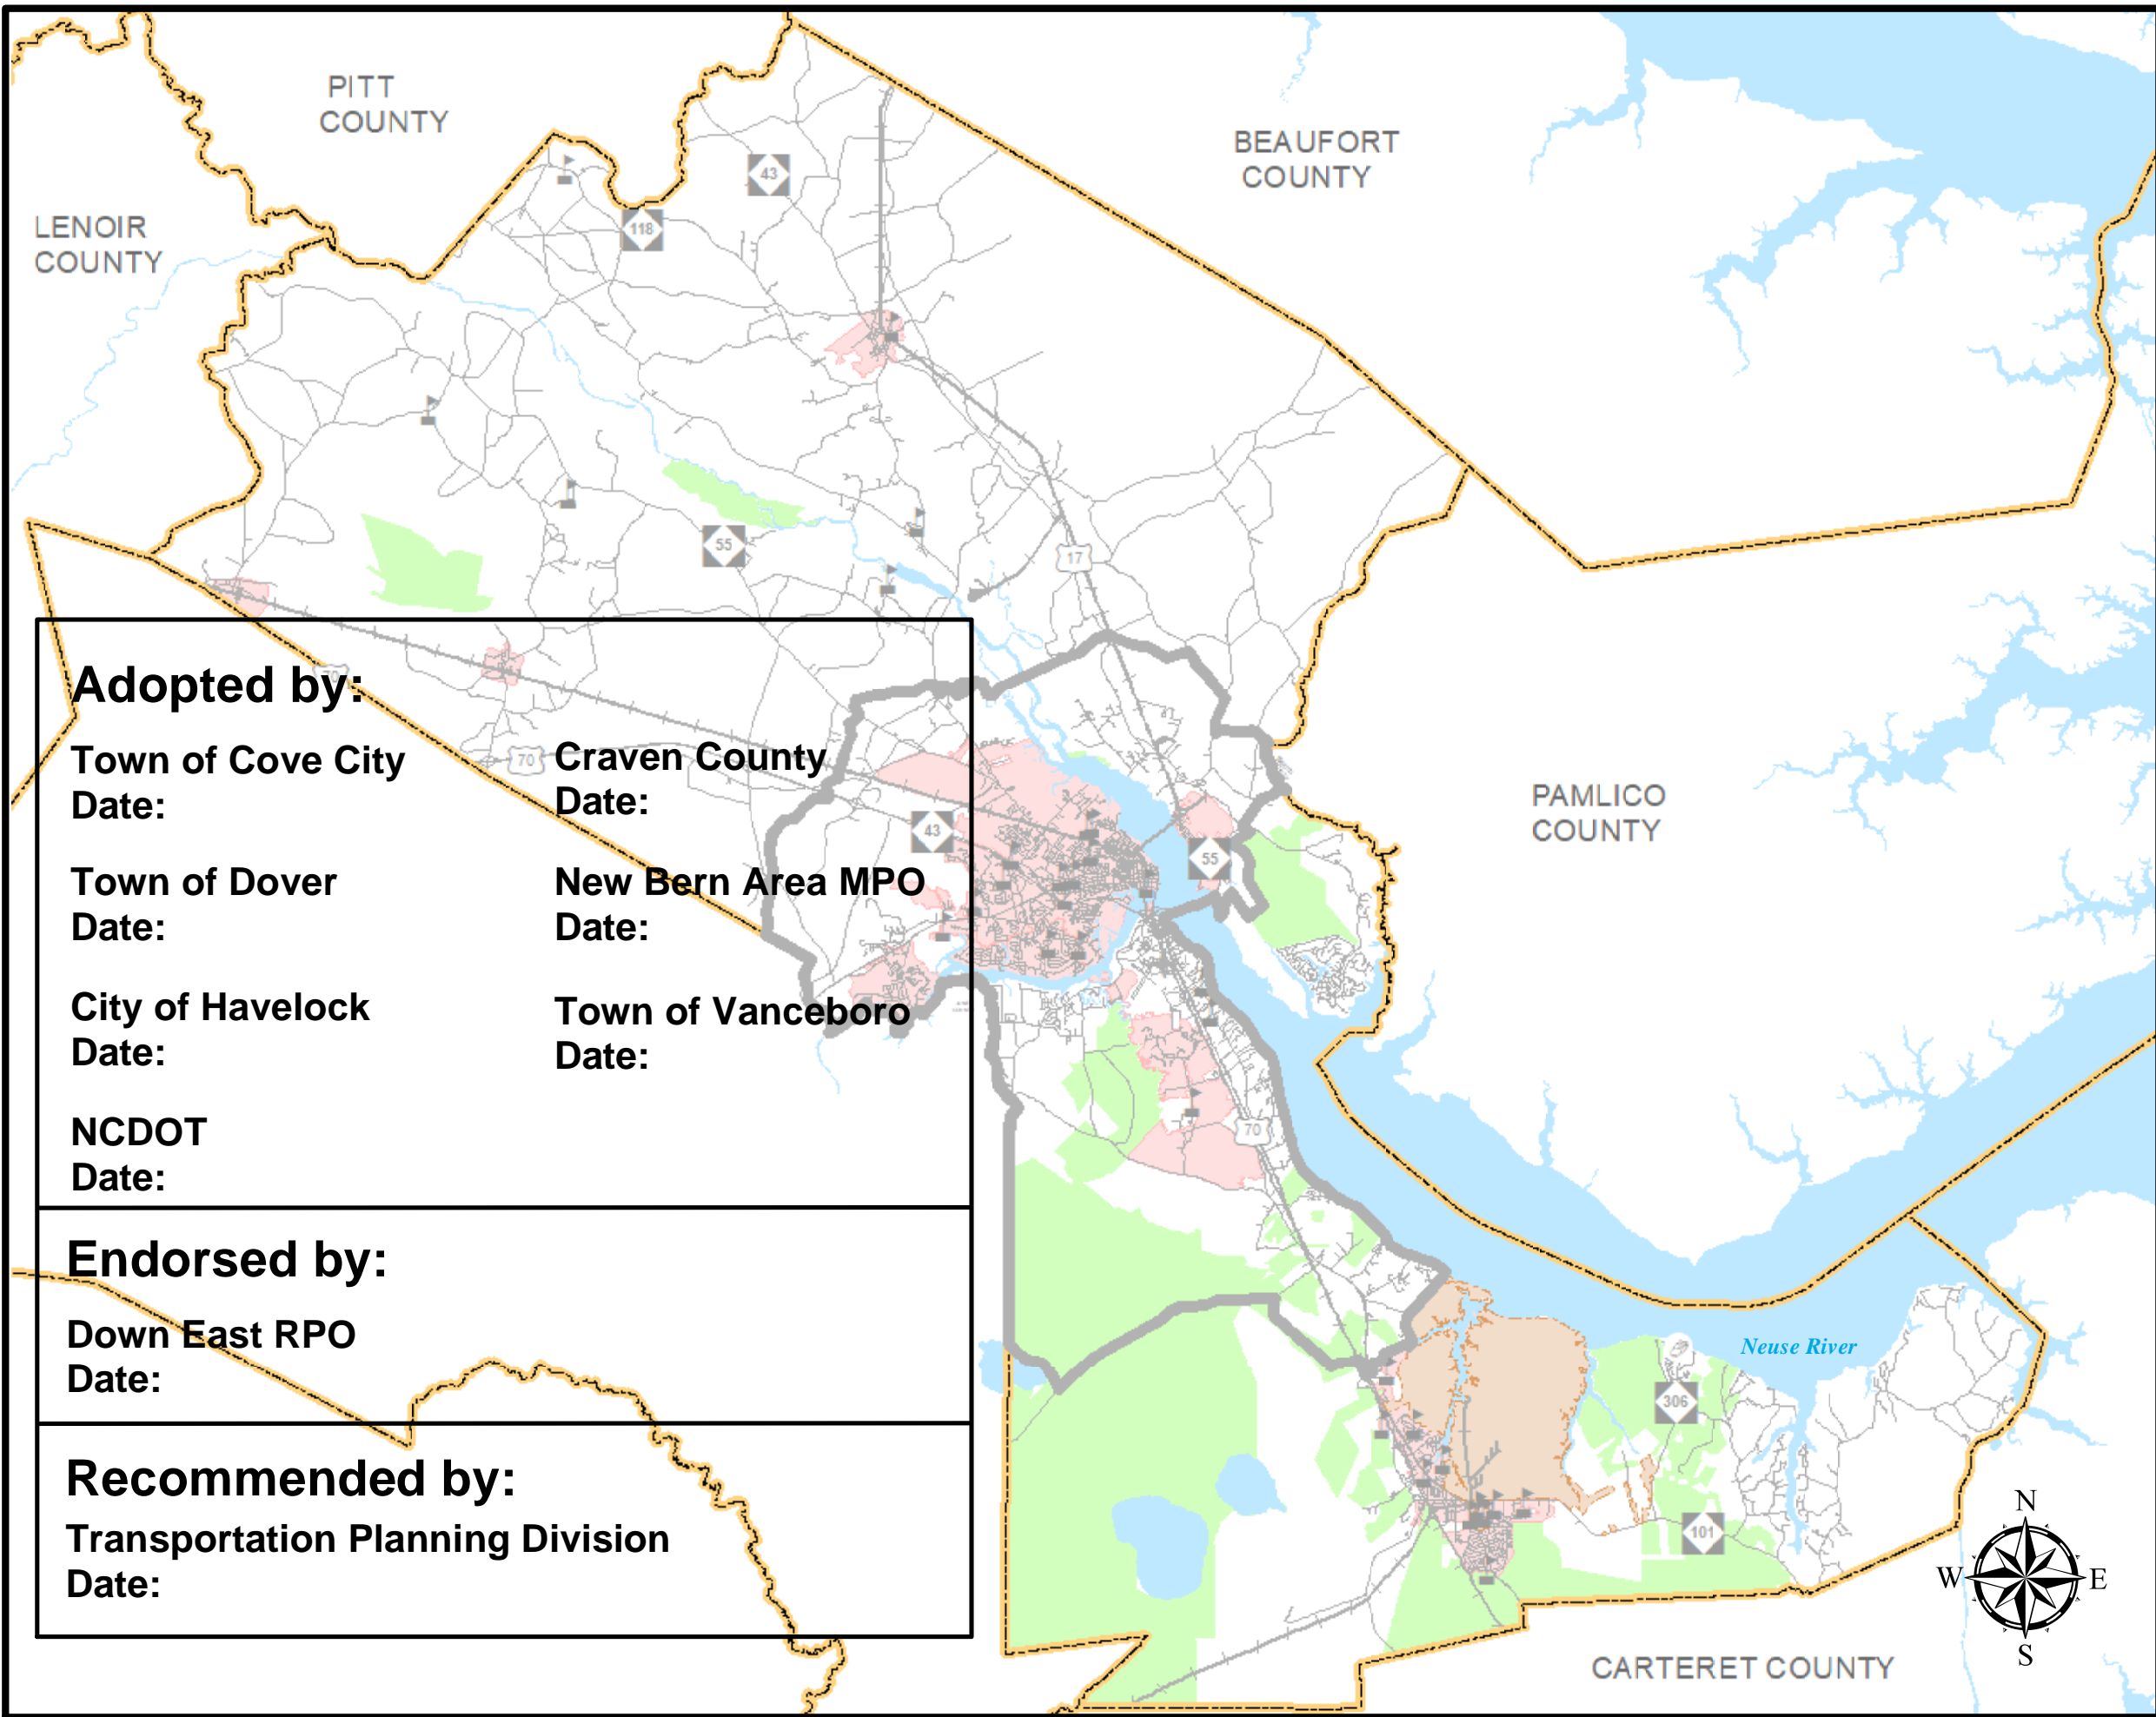 PITT
COUNTY
BEAUFORT
COUNTY
43
118
LENOIR
COUNTY
55
17
Adopted by:
70
Town of Cove City
Date:
70
Craven County
Date:
43
55
PAMLICO
COUNTY
Town of Dover
Date:
New Bern Area MPO
Date:
City of Havelock
Date:
Town of Vanceboro
Date:
NCDOT
Date:
70
Endorsed by:
Down East RPO
Date:
Neuse River
306
Recommended by:
Transportation Planning Division
Date:
101
N
W
E
S
CARTERET COUNTY